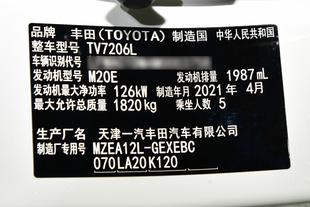 品牌 丰田(TOYOTA) 制造国 中华人民共和国
整车型号 TV7206L
车辆识别代号
发动机型号 M20E 发动机排量 1987mL
发动机最大净功率 126kW 制造年月 2021年 4月
最大允许总质量 1820kg 乘坐人数 5
天津一汽丰田汽车有限公司
制造厂专用号 MZEA12L-GEXEBC
070LA20K120